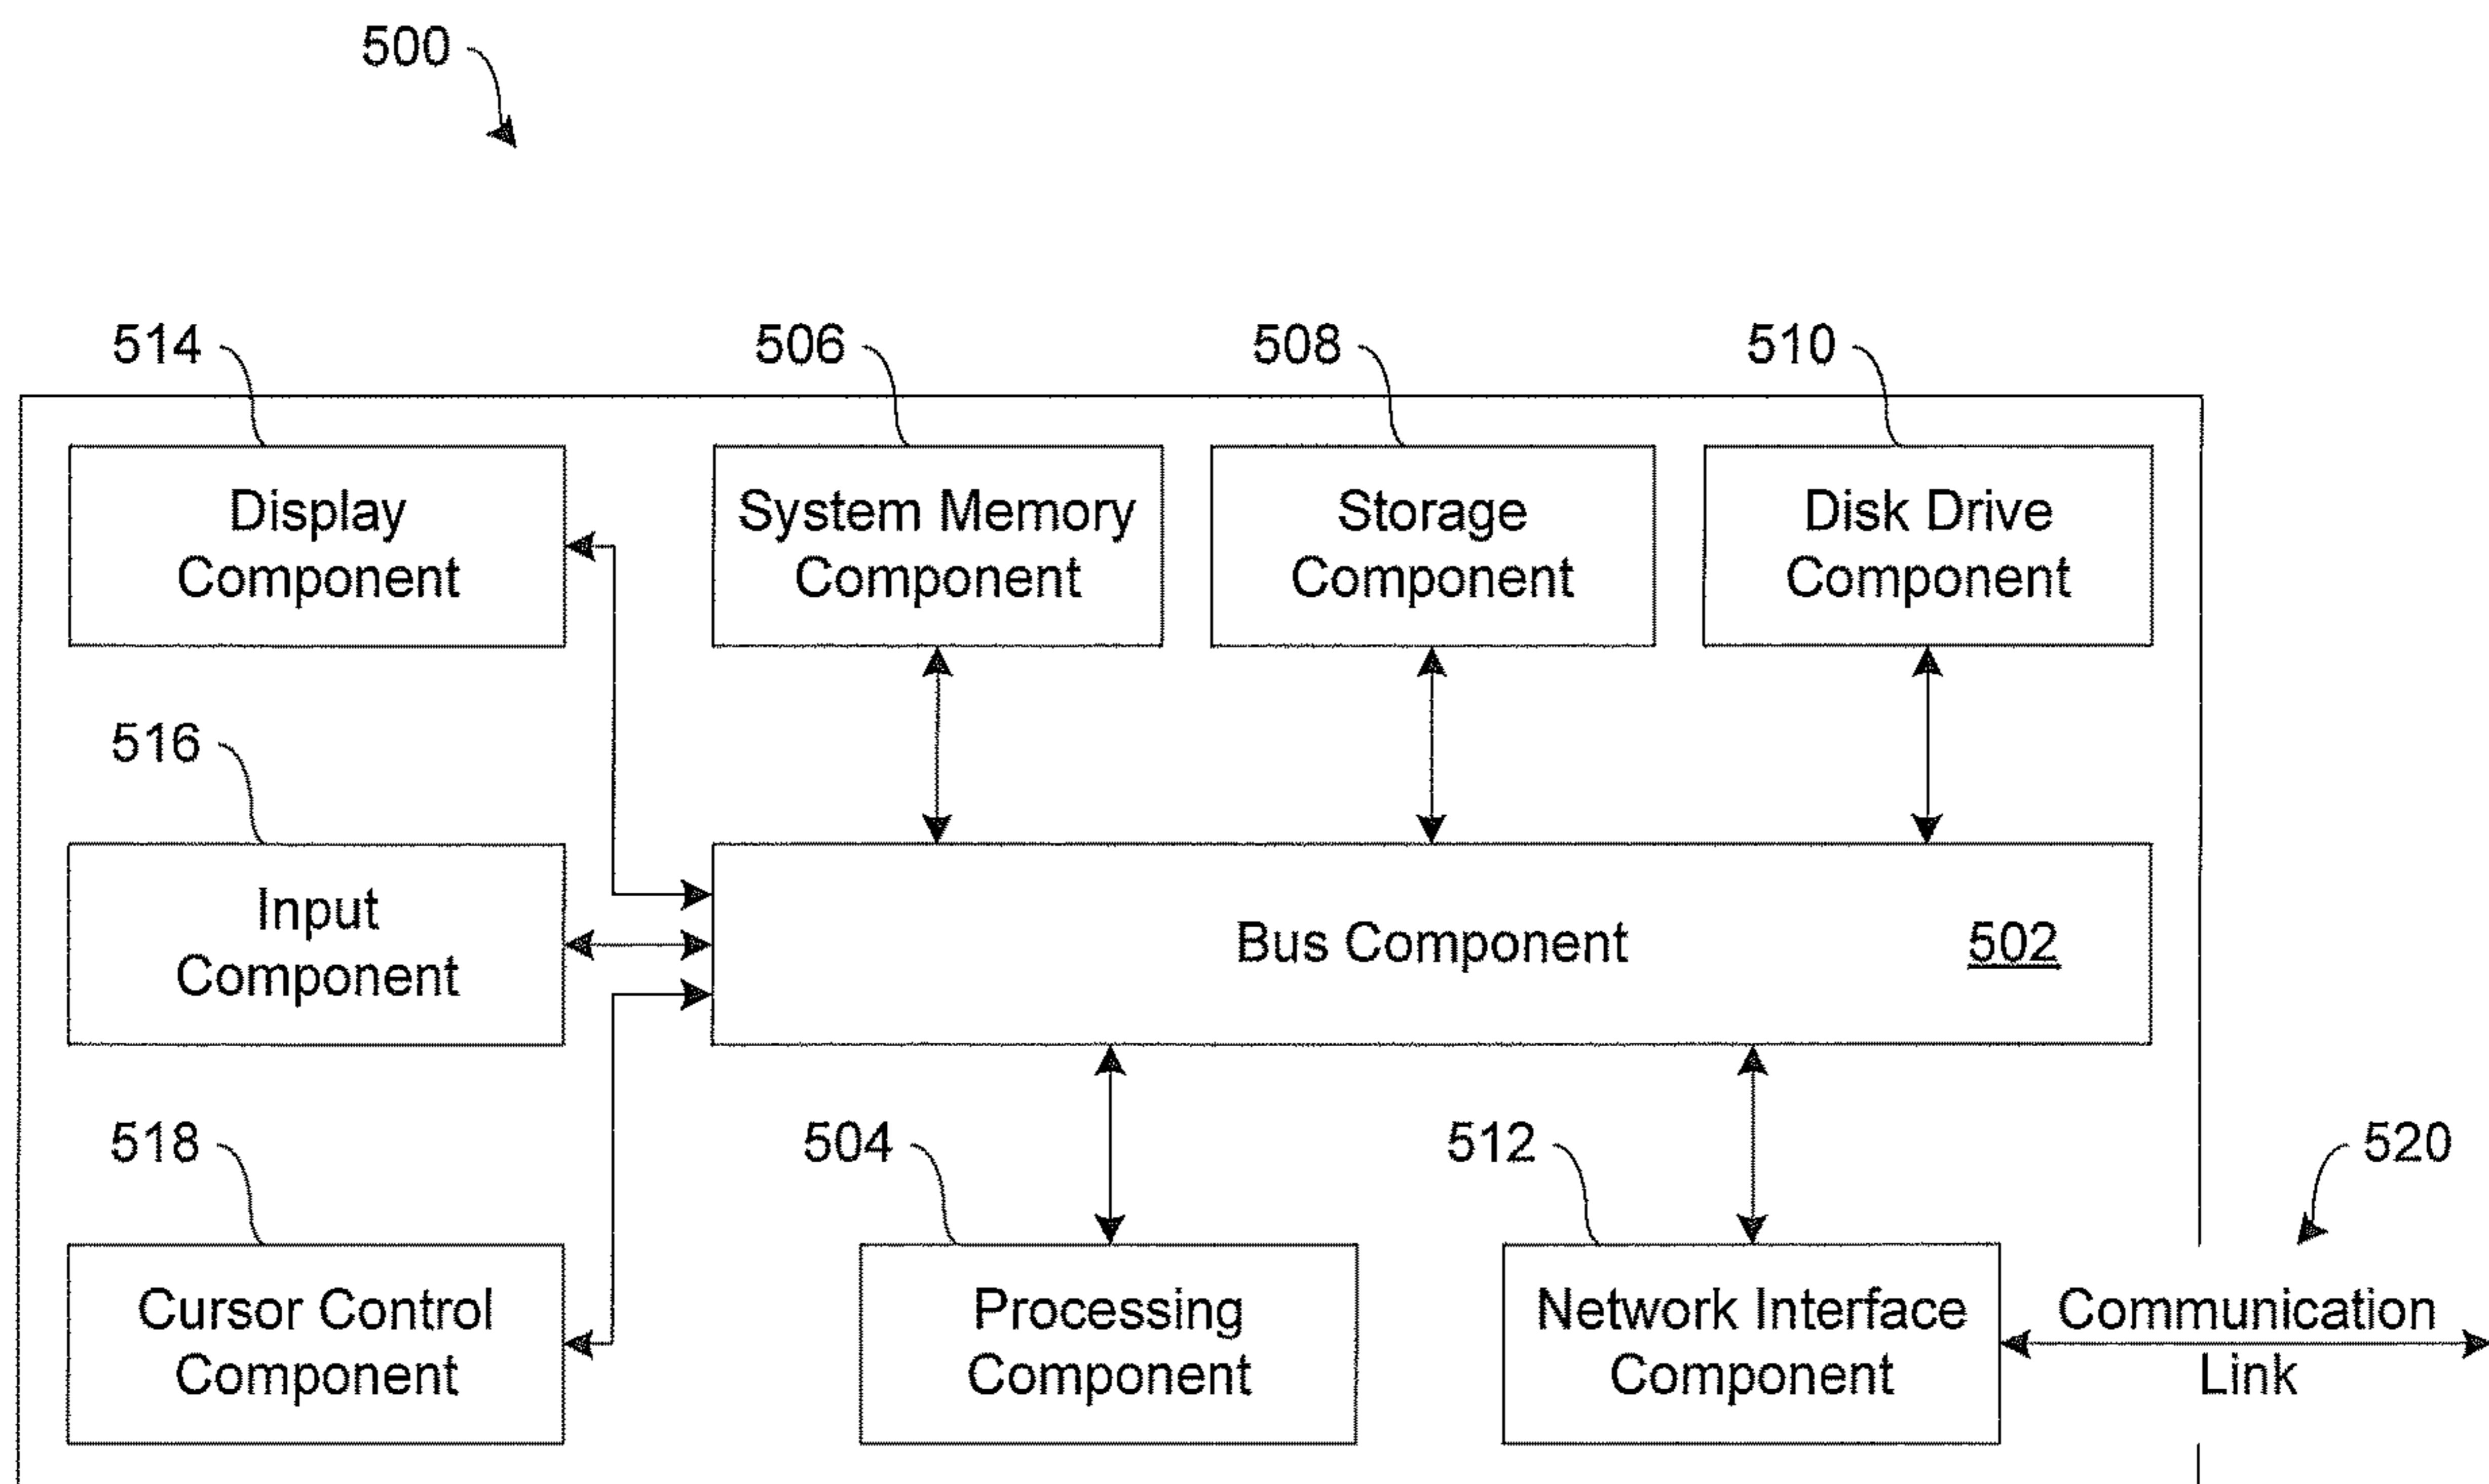 500
514
506
508
510
Display
Component
System Memory
Component
Storage
Component
Disk Drive
Component
516
Input
Component
Bus Component 502
518
504
512
520
Cursor Control
Component
Processing
Component
Network Interface
Component
Communication
Link